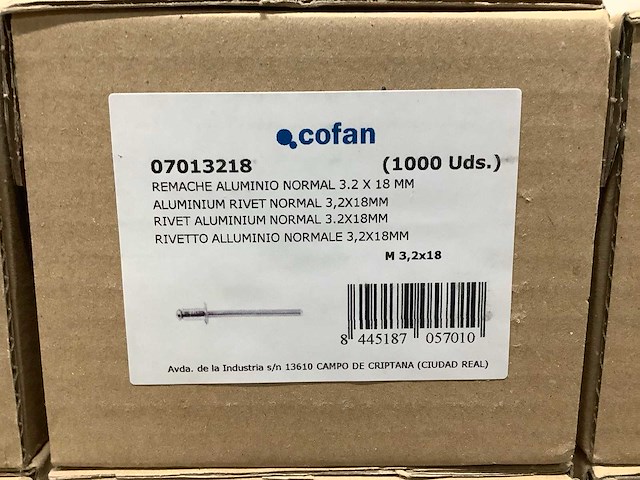 cofan
07013218 (1000 Uds.)
REMACHE ALUMINIO NORMAL 3.2 X 18 MM
ALUMINIUM RIVET NORMAL 3,2X18MM
RIVET ALUMINIUM NORMAL 3.2X18MM
RIVETTO ALLUMINIO NORMALE 3,2X18MM
M 3,2x18
8 445187 057010
Avda. de la Industria s/n 13610 CAMPO DE CRIPTANA (CIUDAD REAL)